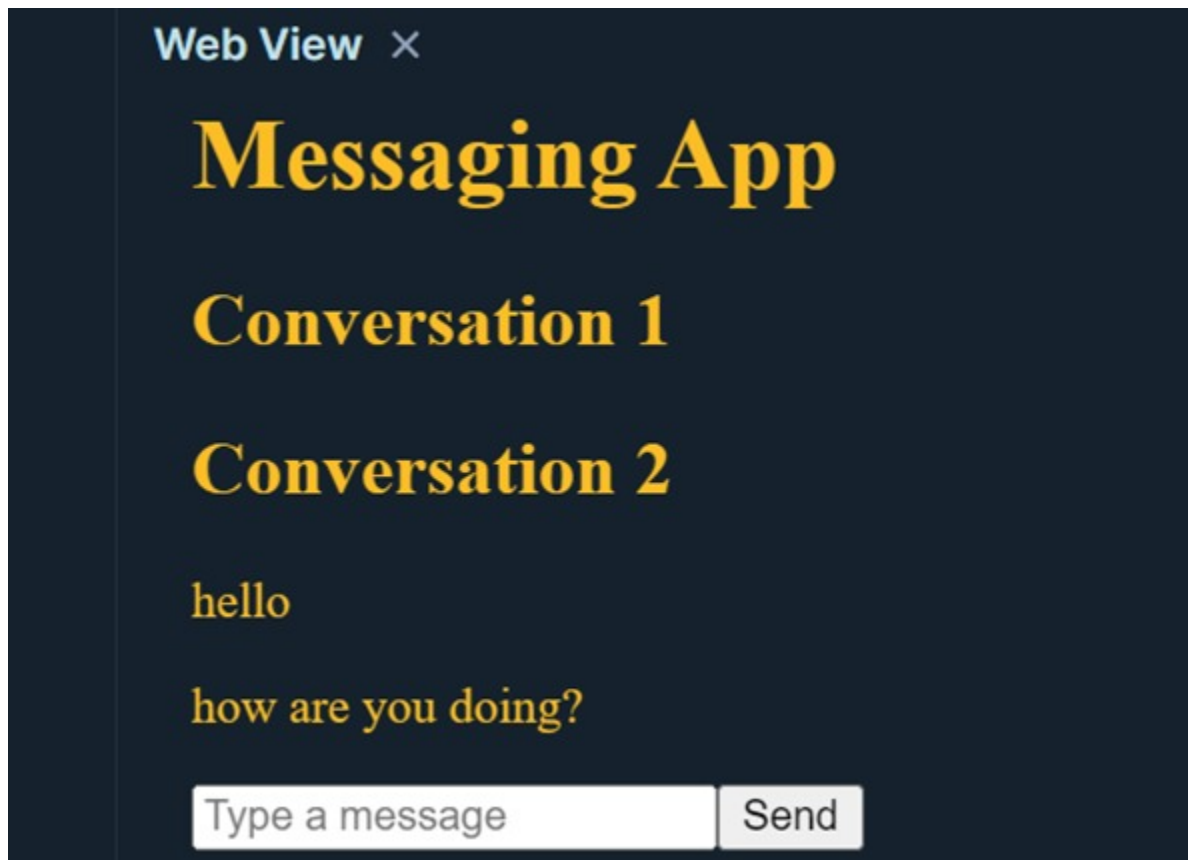 Web View ×
Messaging App
Conversation 1
Conversation 2
hello
how are you doing?
Type a message Send